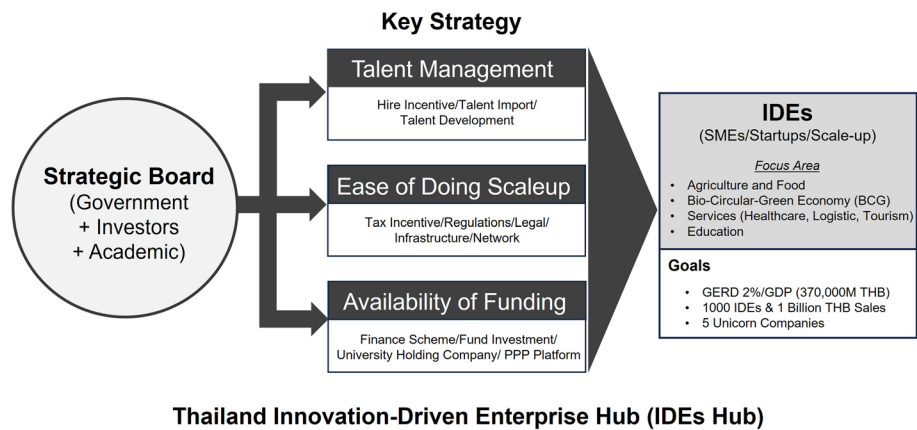 Key Strategy
Strategic Board
(Government
+ Investors
+ Academic)
Talent Management
Hire Incentive/Talent Import/
Talent Development
Ease of Doing Scaleup
Tax Incentive/Regulations/Legal/
Infrastructure/Network
Availability of Funding
Finance Scheme/Fund Investment/
University Holding Company/ PPP Platform
IDEs
(SMEs/Startups/Scale-up)
Focus Area
• Agriculture and Food
• Bio-Circular-Green Economy (BCG)
• Services (Healthcare, Logistic, Tourism)
• Education
Goals
• GERD 2%/GDP (370,000M THB)
• 1000 IDEs & 1 Billion THB Sales
• 5 Unicorn Companies
Thailand Innovation-Driven Enterprise Hub (IDEs Hub)